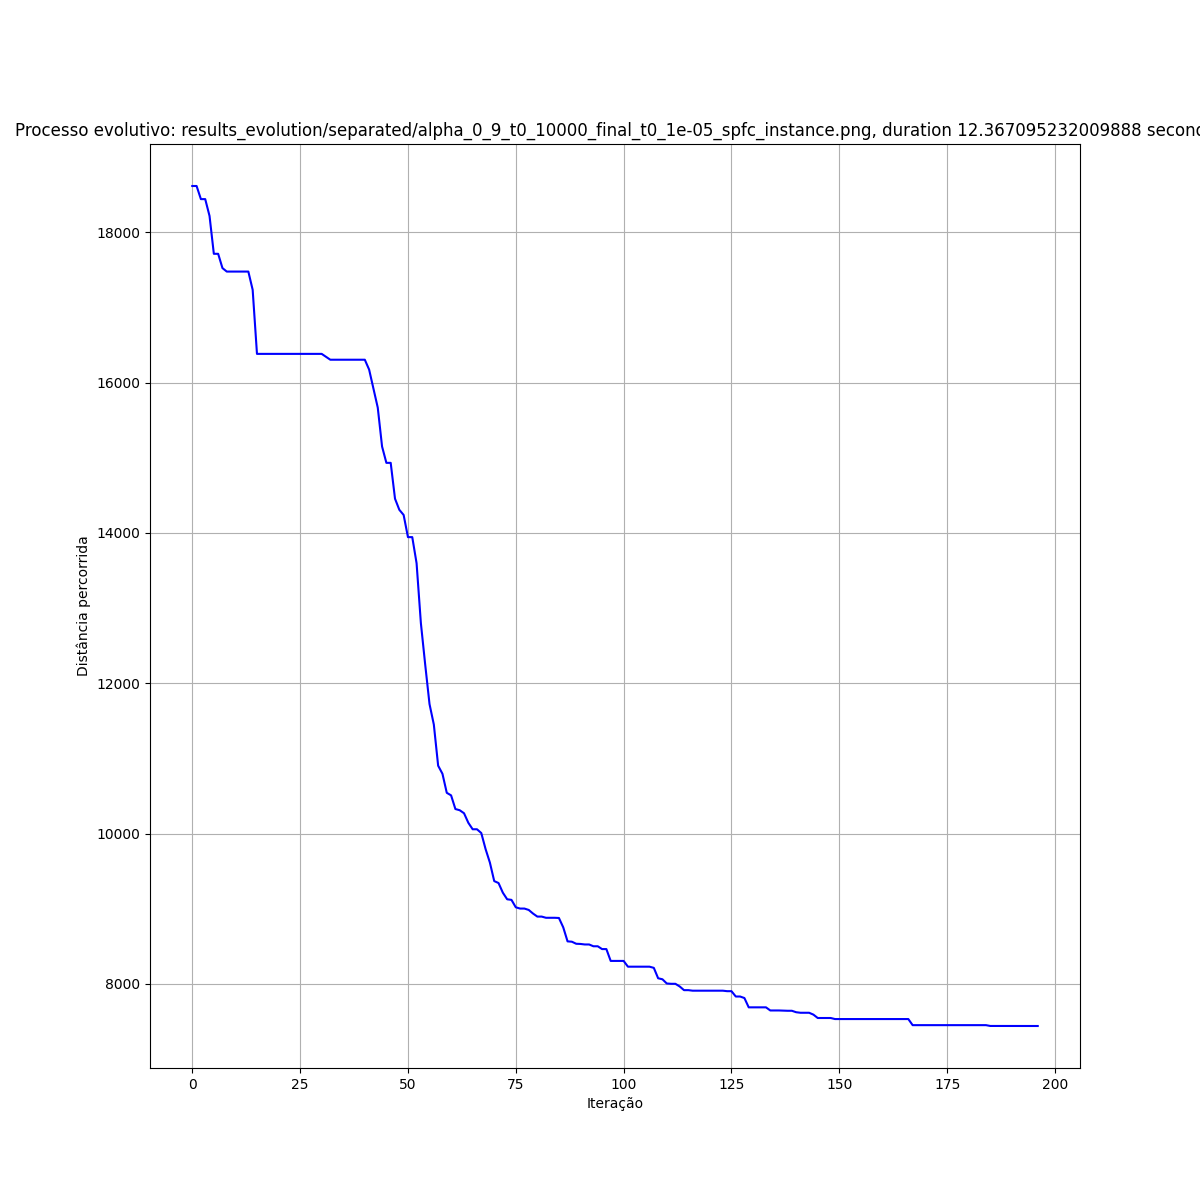 Processo evolutivo: results_evolution/separated/alpha_0_9_t0_10000_final_t0_1e-05_spfc_instance.png, duration 12.367095232009888 secon
18000
16000
14000
12000
10000
8000
Distância percorrida
0 25 50 75 100 125 150 175 200
Iteração